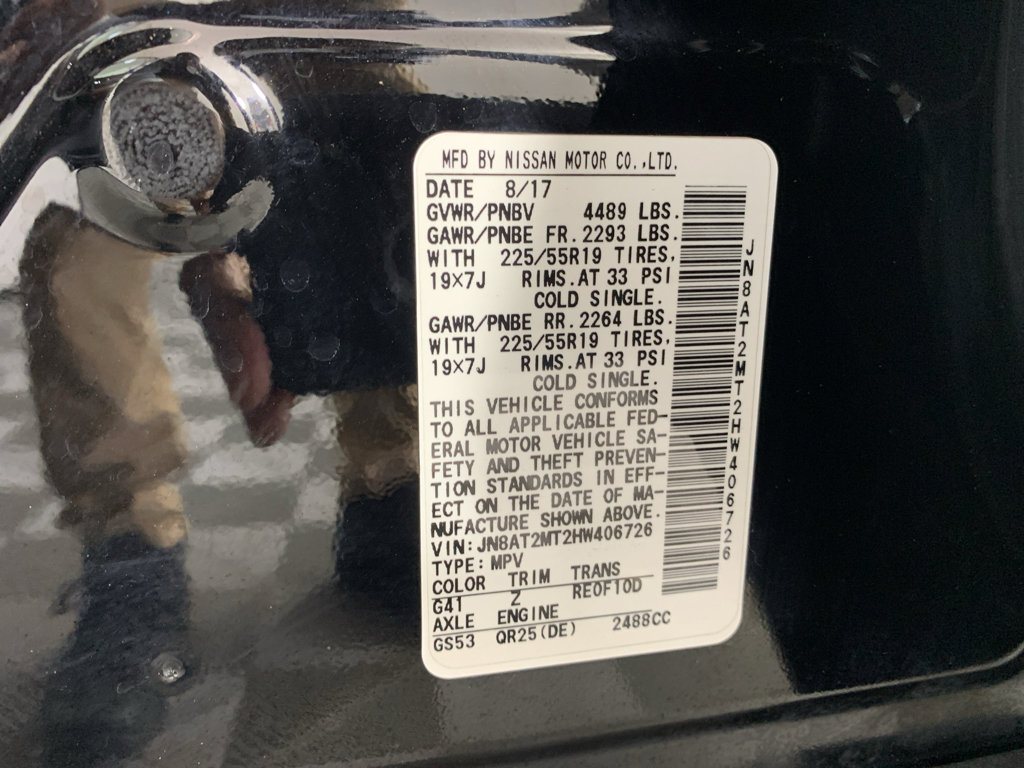 MFD BY NISSAN MOTOR CO.,LTD.
DATE 8/17
GVWR/PNBV 4489 LBS.
GAWR/PNBE FR. 2293 LBS.
WITH 225/55R19 TIRES,
19×7J RIMS. AT 33 PSI
COLD SINGLE.
GAWR/PNBE RR. 2264 LBS.
WITH 225/55R19 TIRES,
19×7J RIMS. AT 33 PSI
COLD SINGLE.
THIS VEHICLE CONFORMS
TO ALL APPLICABLE FED-
ERAL MOTOR VEHICLE SA-
FETY AND THEFT PREVEN-
TION STANDARDS IN EFF-
ECT ON THE DATE OF MA-
NUFACTURE SHOWN ABOVE.
VIN: JN8AT2MT2HW406726
TYPE: MPV
COLOR TRIM TRANS
G41 Z RE0F10D
AXLE ENGINE
GS53 QR25(DE) 2488CC
JN8AT2MT2HW406726